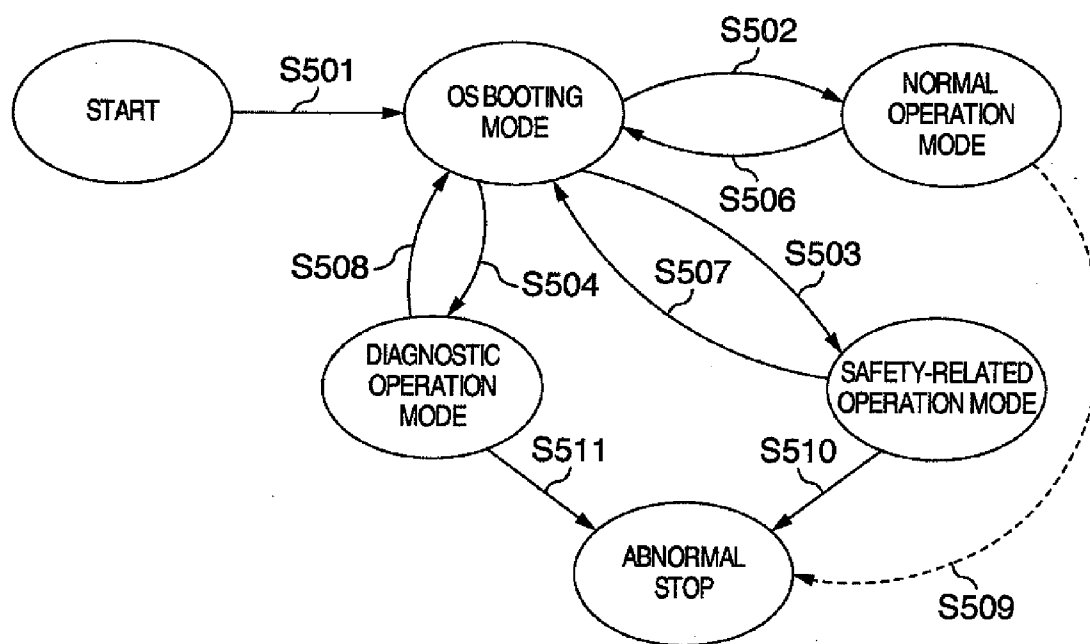 START
S501
OS BOOTING
MODE
S502
NORMAL
OPERATION
MODE
S506
S508
S504
S507
S503
DIAGNOSTIC
OPERATION
MODE
SAFETY-RELATED
OPERATION MODE
S511
S510
ABNORMAL
STOP
S509